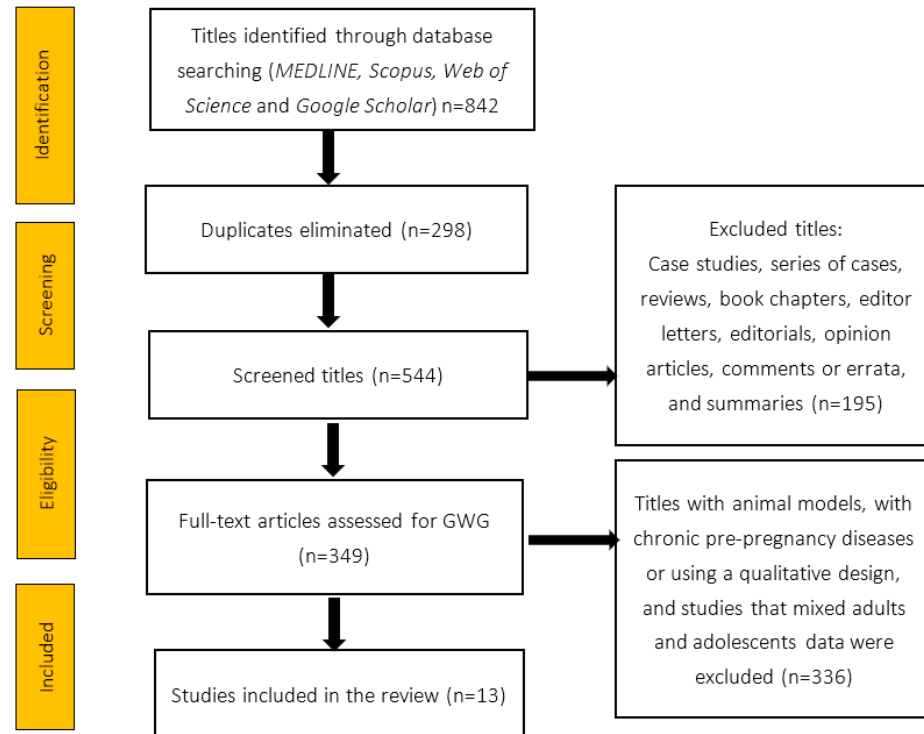 Identification
Titles identified through database
searching (MEDLINE, Scopus, Web of
Science and Google Scholar) n=842
Duplicates eliminated (n=298)
Screening
Screened titles (n=544)
Excluded titles:
Case studies, series of cases,
reviews, book chapters, editor
letters, editorials, opinion
articles, comments or errata,
and summaries (n=195)
Eligibility
Full-text articles assessed for GWG
(n=349)
Titles with animal models, with
chronic pre-pregnancy diseases
or using a qualitative design,
and studies that mixed adults
and adolescents data were
excluded (n=336)
Included
Studies included in the review (n=13)